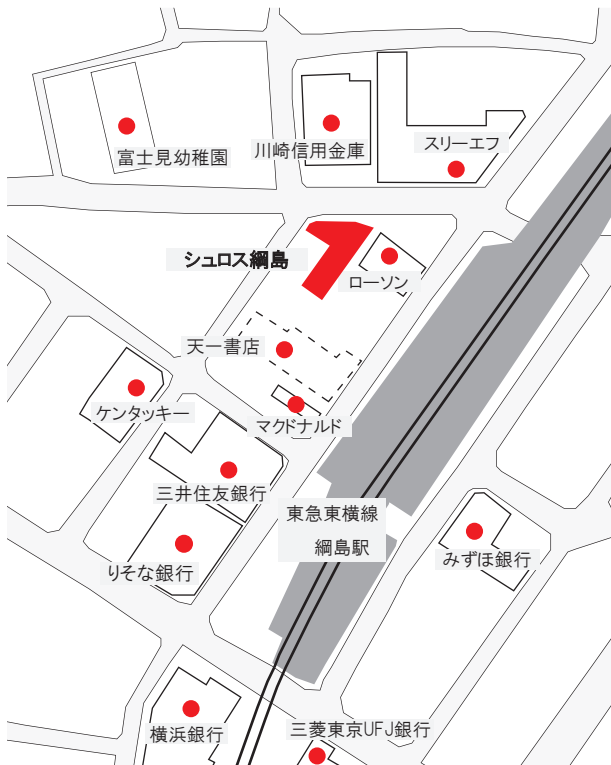 富士見幼稚園
川崎信用金庫
スリーエフ
シュロス綱島
ローソン
天一書店
ケンタッキー
マクドナルド
三井住友銀行
東急東横線
綱島駅
みずほ銀行
りそな銀行
横浜銀行
三菱東京UFJ銀行